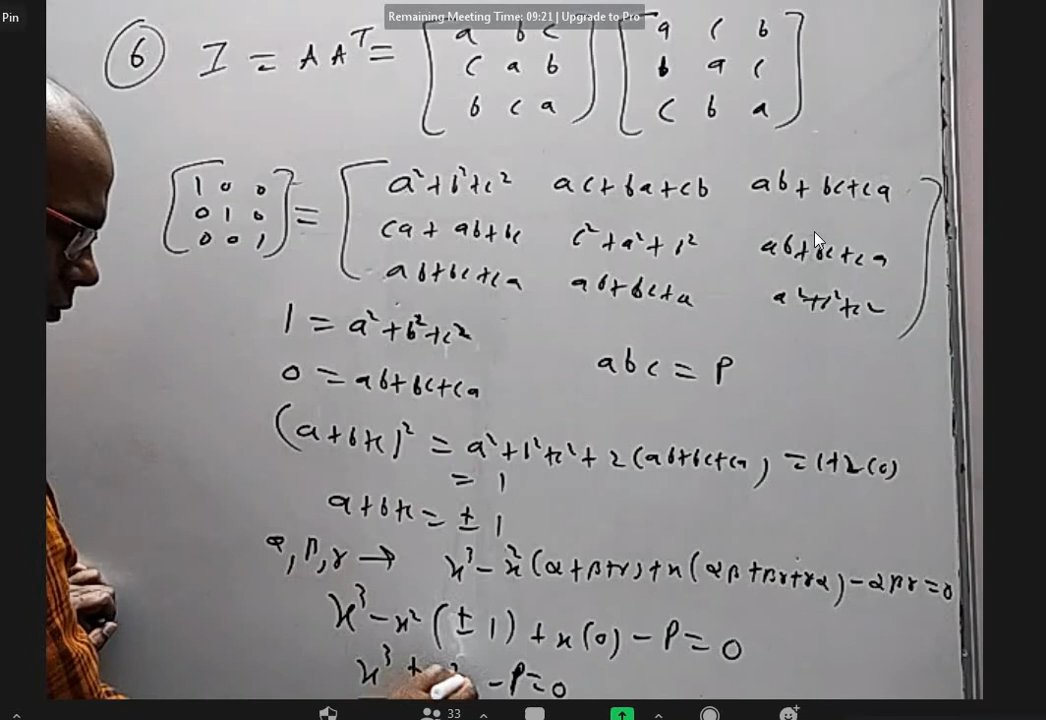 Pin
Remaining Meeting Time: 09:21 | Upgrade to Pro
6 I = A Aᵀ = [a b c [a c b
c a b b a c
b c a] c b a]
[1 0 0 = [a²+b²+c² ac+ba+cb ab+bc+ca
0 1 0 ca+ab+bc c²+a²+b² ab+bc+ca
0 0 1] ab+bc+ca ab+bc+ca a²+b²+c²]
1 = a²+b²+c²
abc = P
0 = ab+bc+ca
(a+b+c)² = a²+b²+c²+2(ab+bc+ca) = 1+2(0)
= 1
a+b+c = ±1
α, β, γ → x³ - x²(α+β+γ)+x(αβ+βγ+γα)-αβγ=0
x³ - x²(±1)+x(0)-P=0
x³ -P=0
33